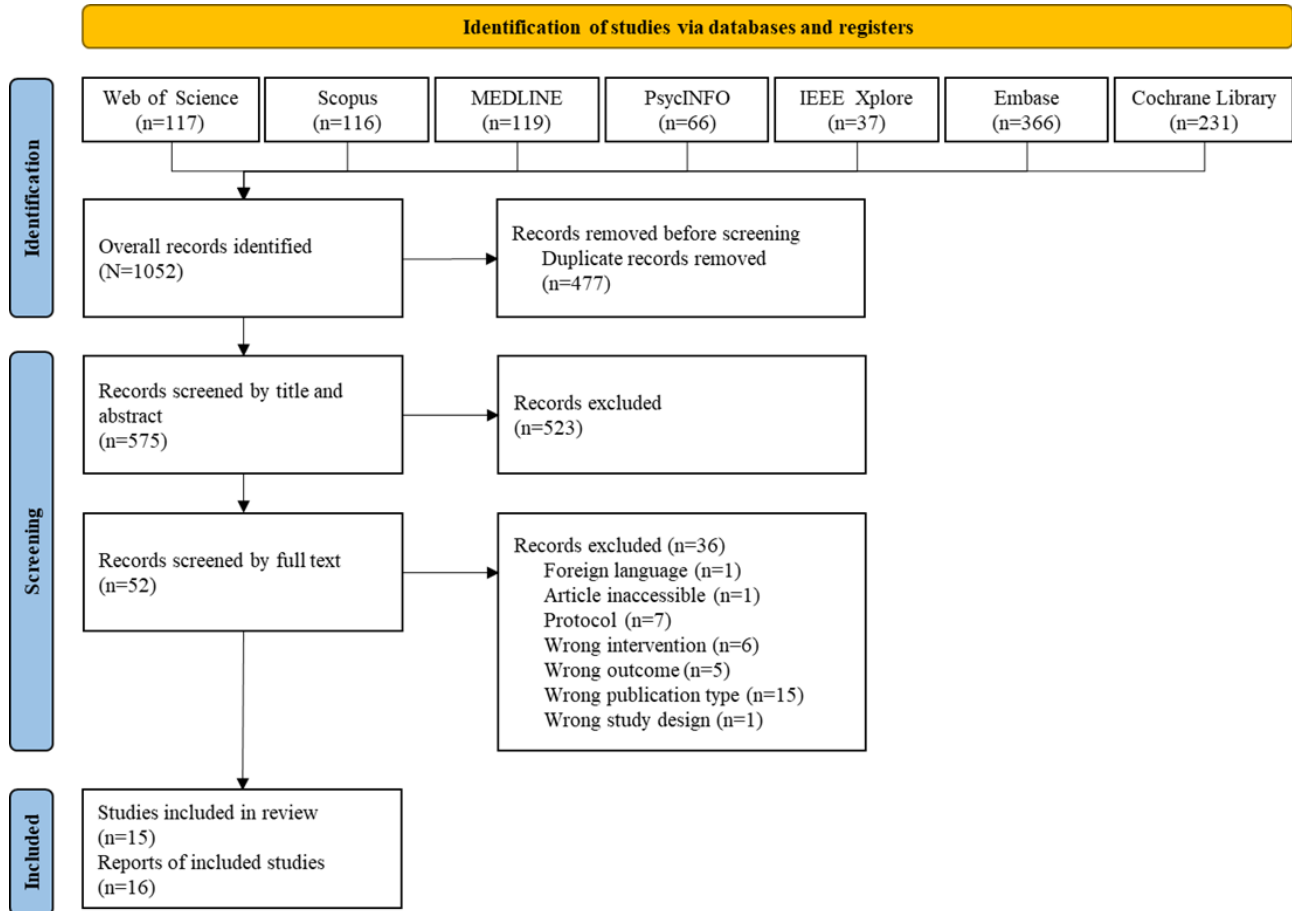 Identification of studies via databases and registers
Identification
Web of Science
(n=117)
Scopus
(n=116)
MEDLINE
(n=119)
PsycINFO
(n=66)
IEEE Xplore
(n=37)
Embase
(n=366)
Cochrane Library
(n=231)
Overall records identified
(N=1052)
Records removed before screening
Duplicate records removed
(n=477)
Screening
Records screened by title and
abstract
(n=575)
Records excluded
(n=523)
Records screened by full text
(n=52)
Records excluded (n=36)
Foreign language (n=1)
Article inaccessible (n=1)
Protocol (n=7)
Wrong intervention (n=6)
Wrong outcome (n=5)
Wrong publication type (n=15)
Wrong study design (n=1)
Included
Studies included in review
(n=15)
Reports of included studies
(n=16)